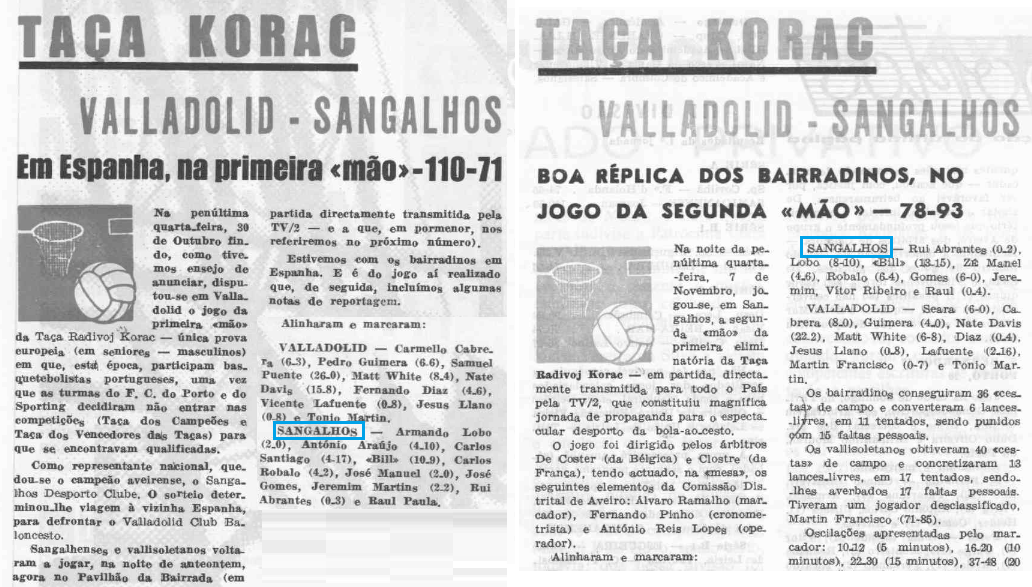 TAÇA KORAC
VALLADOLID - SANGALHOS
Em Espanha, na primeira «mão»-110-71
Na penúltima
quarta-feira, 30
de Outubro fin-
do, como tive-
mos ensejo de
anunciar, dispu-
tou-se em Valla-
dolid o jogo da
primeira «mão»
da Taça Radivoj Korac — única prova
europeia (em seniores — masculinos)
em que, esta época, participam bas-
quetebolistas portugueses, uma vez
que as turmas do F. C. do Porto e do
Sporting decidiram não entrar nas
competições (Taça dos Campeões e
Taça dos Vencedores das Taças) para
que se encontravam qualificadas.
Como representante nacional, que-
dou-se o campeão aveirense, o Sanga-
lhos Desporto Clube. O sorteio deter-
minou-lhe viagem à vizinha Espanha,
para defrontar o Valladolid Club Ba-
loncesto.
Sangalhenses e vallisoletanos volta-
ram a jogar, na noite de anteontem,
agora no Pavilhão da Bairrada (em
partida directamente transmitida pela
TV/2 — e a que, em pormenor, nos
referiremos no próximo número).
Estivemos com os bairradinos em
Espanha. E é do jogo aí realizado
que, de seguida, incluímos algumas
notas de reportagem.
Alinharam e marcaram:
VALLADOLID — Carmello Cabre-
ra (6-3), Pedro Guimera (6-6), Samuel
Puente (26-0), Matt White (8-4), Nate
Davis (15-8), Fernando Diaz (4-6),
Vicente Lafuente (0-8), Jesus Llano
(0-8) e Tonio Martin.
SANGALHOS — Armando Lobo
(2-0), António Araújo (4-10), Carlos
Santiago (4-17), «Bill» (10-9), Carlos
Robalo (4-2), José Manuel (2-0), José
Gomes, Jeremim Martins (2-2), Rui
Abrantes (0-3) e Raul Paula.
TAÇA KORAC
VALLADOLID - SANGALHOS
BOA RÉPLICA DOS BAIRRADINOS, NO
JOGO DA SEGUNDA «MÃO» — 78-93
Na noite da pe-
núltima quarta-
-feira, 7 de
Novembro, jo-
gou-se, em San-
galhos, a segun-
da «mão» da
primeira elimi-
natória da Taça
Radivoj Korac — em partida, directa-
mente transmitida para todo o País
pela TV/2, que constituiu magnífica
jornada de propaganda para o especta-
cular desporto da bola-ao-cesto.
O jogo foi dirigido pelos árbitros
De Coster (da Bélgica) e Clostre (da
França), tendo actuado, na «mesa», os
seguintes elementos da Comissão Dis-
trital de Aveiro: Álvaro Ramalho (mar-
cador), Fernando Pinho (cronome-
trista) e António Reis Lopes (ope-
rador).
Alinharam e marcaram:
SANGALHOS — Rui Abrantes (0-2),
Lobo (8-10), «Bill» (13-15), Zé Manel
(4-6), Robalo (6-4), Gomes (6-0), Jere-
mim, Vítor Ribeiro e Raul (0-4).
VALLADOLID — Seara (6-0), Ca-
brera (8-0), Guimera (4-0), Nate Davis
(22-2), Matt White (6-8), Diaz (0-4),
Jesus Llano (0-8), Lafuente (2-16),
Martin Francisco (0-7) e Tonio Mar-
tin.
Os bairradinos conseguiram 36 «ces-
tas» de campo e converteram 6 lances-
-livres, em 11 tentados, sendo punidos
com 15 faltas pessoais.
Os vallisoletanos obtiveram 40 «ces-
tas» de campo e concretizaram 13
lances-livres, em 17 tentados, sendo-
-lhes averbados 17 faltas pessoais.
Tiveram um jogador desclassificado,
Martin Francisco (71-85).
Oscilações apresentadas pelo mar-
cador: 10-12 (5 minutos), 16-20 (10
minutos), 22-30 (15 minutos), 37-48 (20